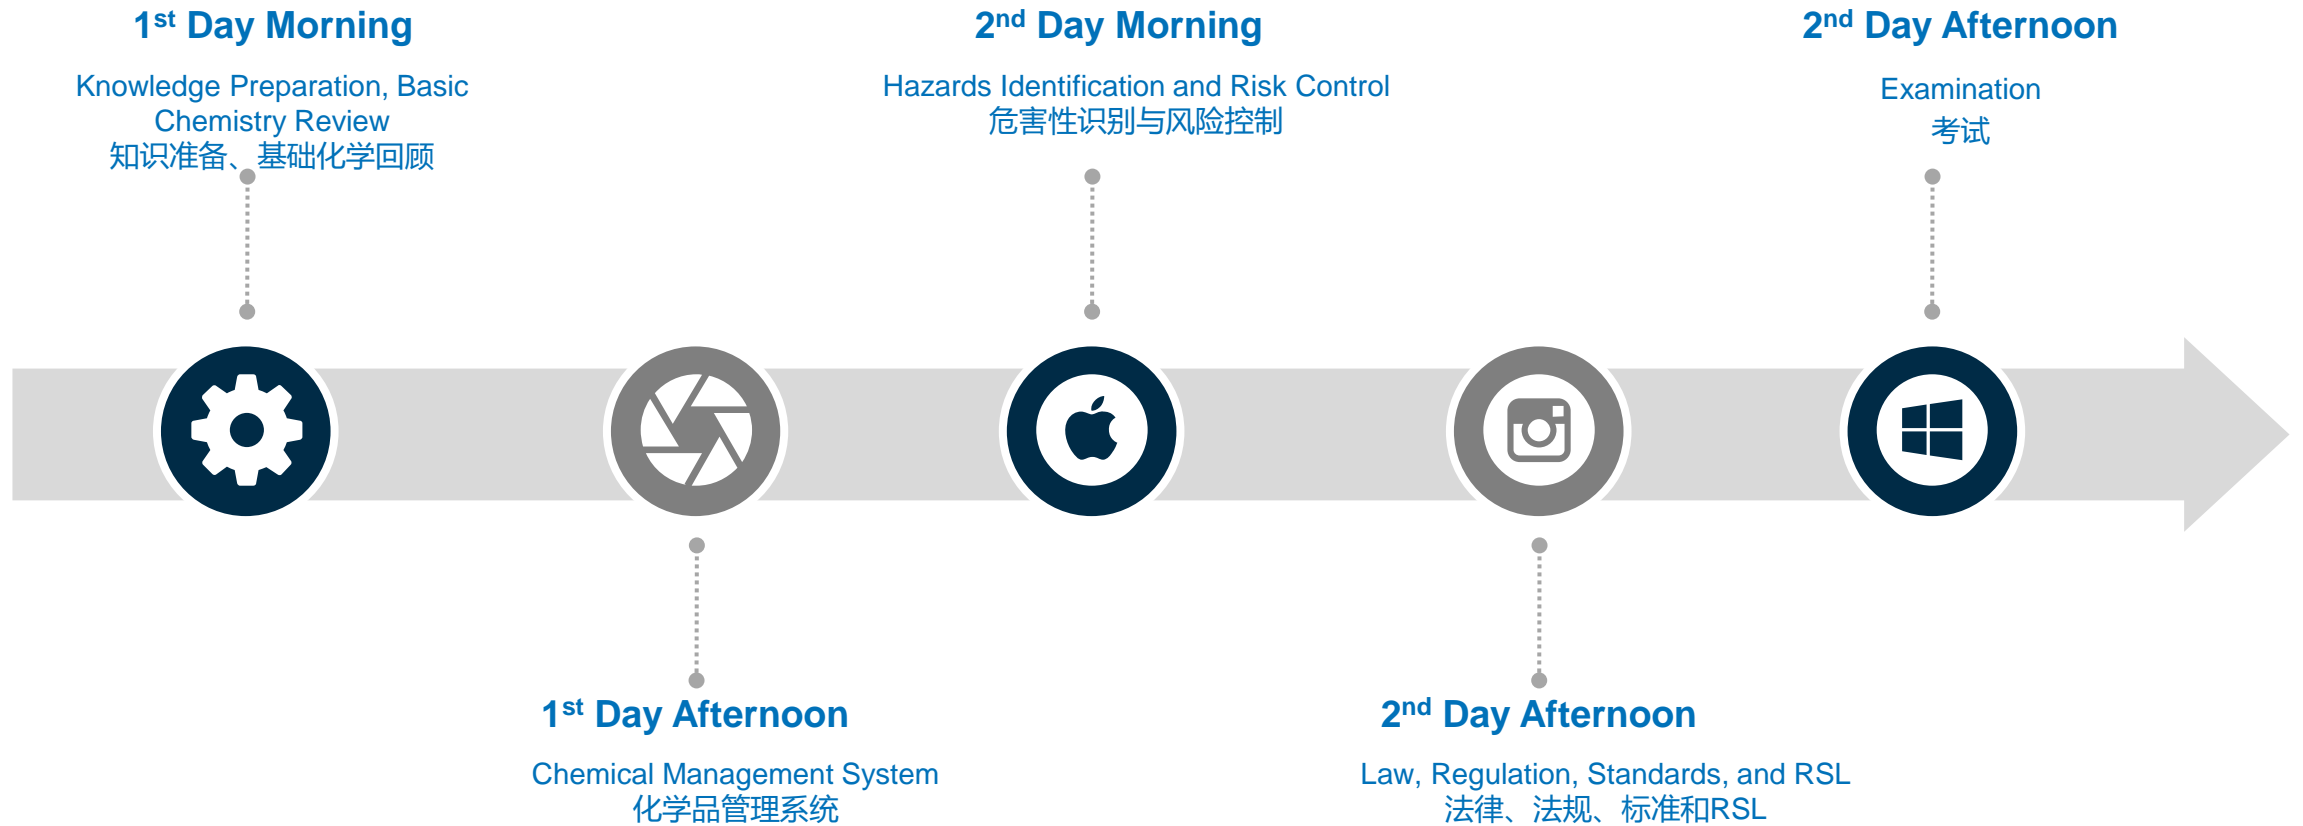 1st Day Morning
Knowledge Preparation, Basic
Chemistry Review
知识准备、基础化学回顾
2nd Day Morning
Hazards Identification and Risk Control
危害性识别与风险控制
2nd Day Afternoon
Examination
考试
1st Day Afternoon
Chemical Management System
化学品管理系统
2nd Day Afternoon
Law, Regulation, Standards, and RSL
法律、法规、标准和RSL